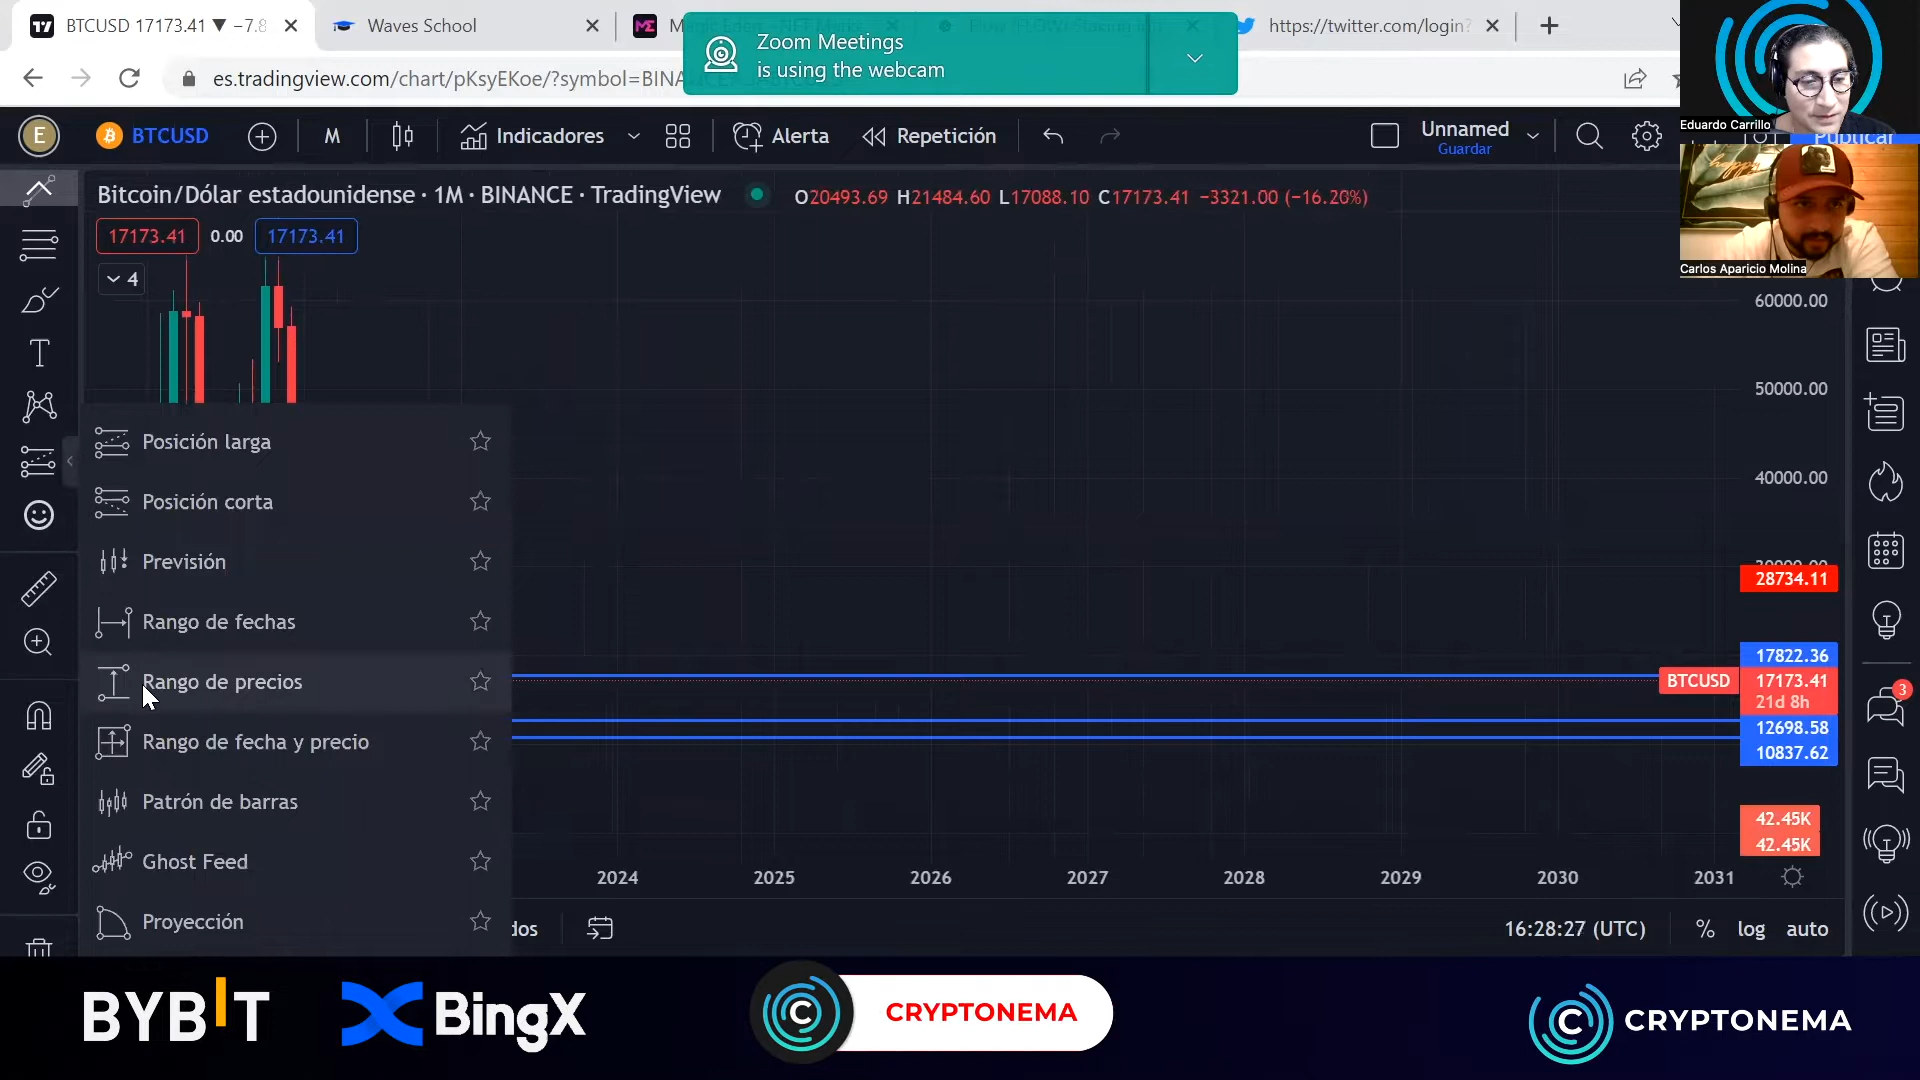 BTCUSD 17173.41 ▼ −7.8
Waves School
https://twitter.com/login?
Zoom Meetings
is using the webcam
es.tradingview.com/chart/pKsyEKoe/?symbol=BINA
E
BTCUSD
M
Indicadores
Alerta
Repetición
Unnamed
Guardar
Publicar
Eduardo Carrillo
Carlos Aparicio Molina
Bitcoin/Dólar estadounidense · 1M · BINANCE · TradingView
O20493.69 H21484.60 L17088.10 C17173.41 −3321.00 (−16.20%)
17173.41 0.00 17173.41
4
60000.00
50000.00
40000.00
28734.11
17822.36
BTCUSD 17173.41
21d 8h
12698.58
10837.62
42.45K
42.45K
Posición larga
Posición corta
Previsión
Rango de fechas
Rango de precios
Rango de fecha y precio
Patrón de barras
Ghost Feed
Proyección
3
2024 2025 2026 2027 2028 2029 2030 2031
dos
16:28:27 (UTC) % log auto
BYBIT
BingX
CRYPTONEMA
CRYPTONEMA